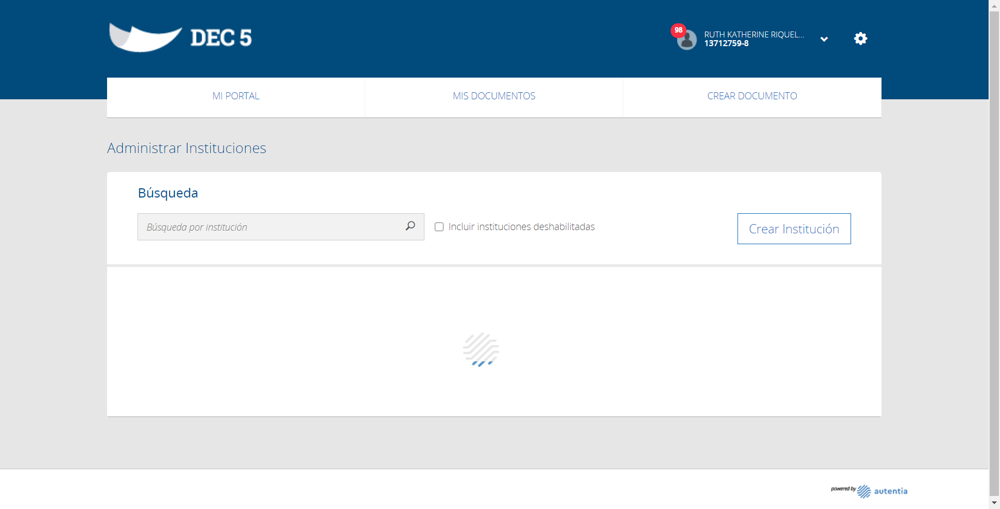 DEC 5
98
RUTH KATHERINE RIQUEL...
13712759-8
MI PORTAL
MIS DOCUMENTOS
CREAR DOCUMENTO
Administrar Instituciones
Búsqueda
Búsqueda por institución
Incluir instituciones deshabilitadas
Crear Institución
powered by autentia